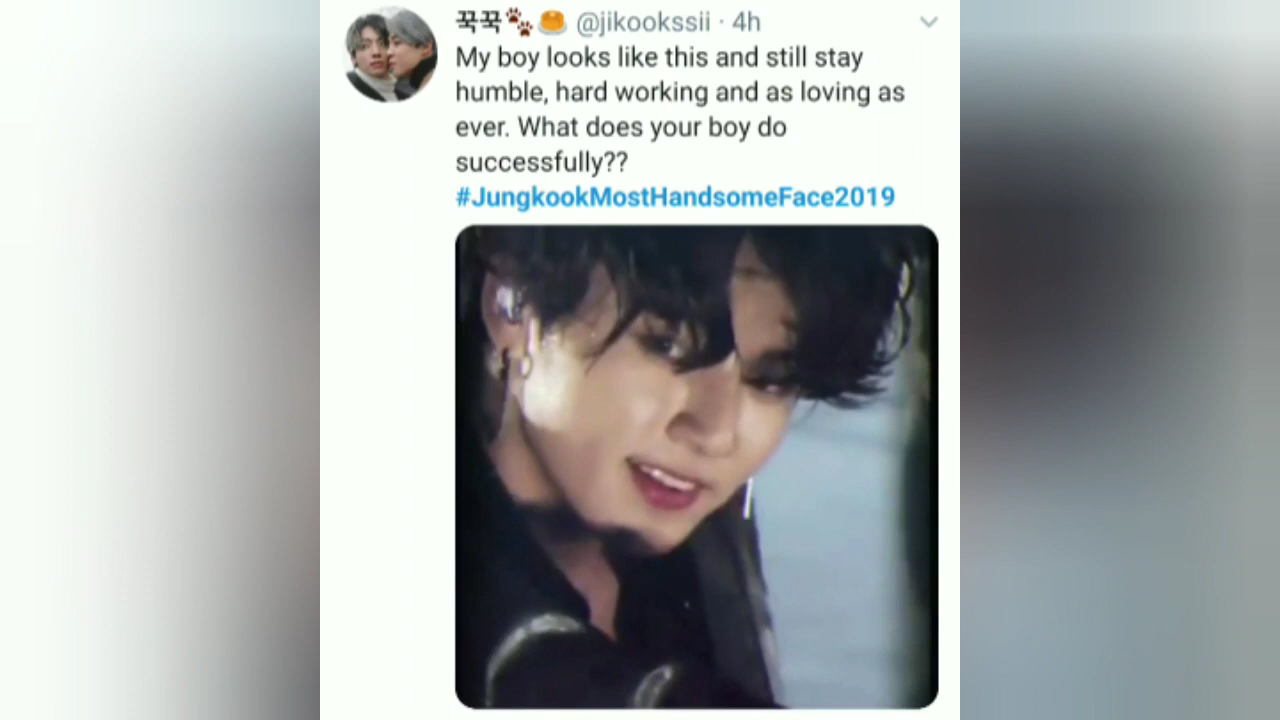 꾹꾹🐾🍮 @jikookssii · 4h
My boy looks like this and still stay
humble, hard working and as loving as
ever. What does your boy do
successfully??
#JungkookMostHandsomeFace2019